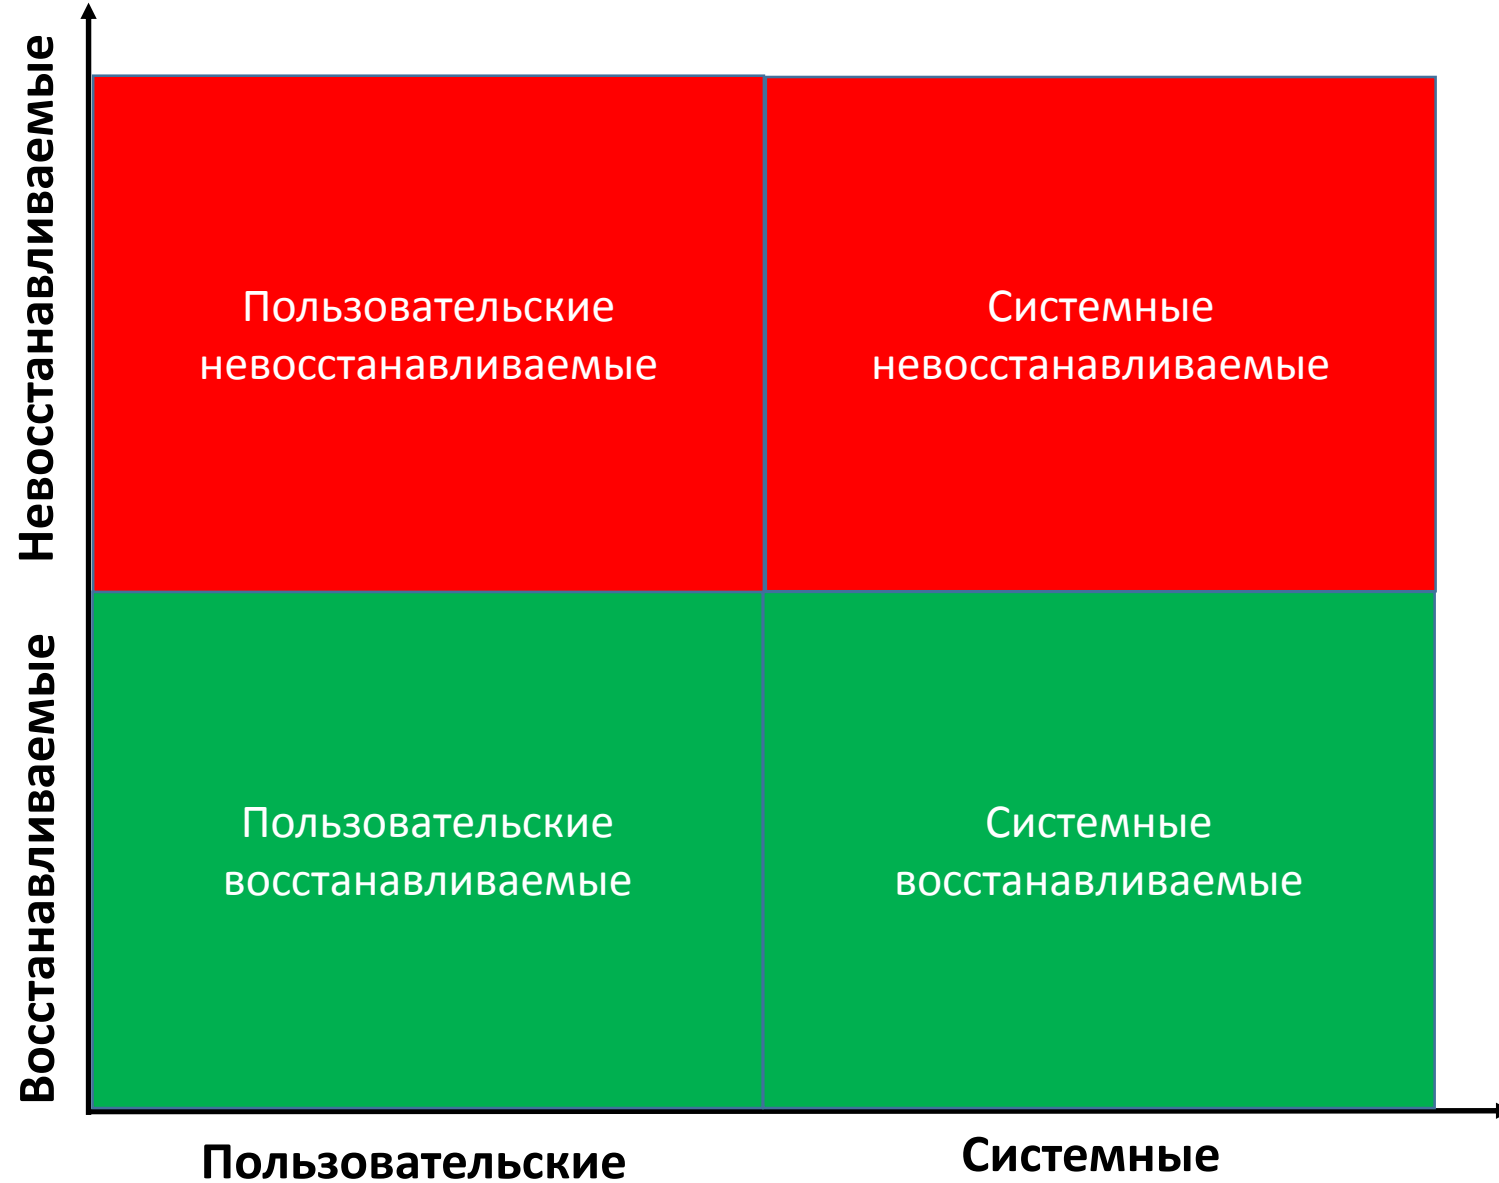 Невосстанавливаемые
Пользовательские
невосстанавливаемые
Системные
невосстанавливаемые
Восстанавливаемые
Пользовательские
восстанавливаемые
Системные
восстанавливаемые
Пользовательские
Системные